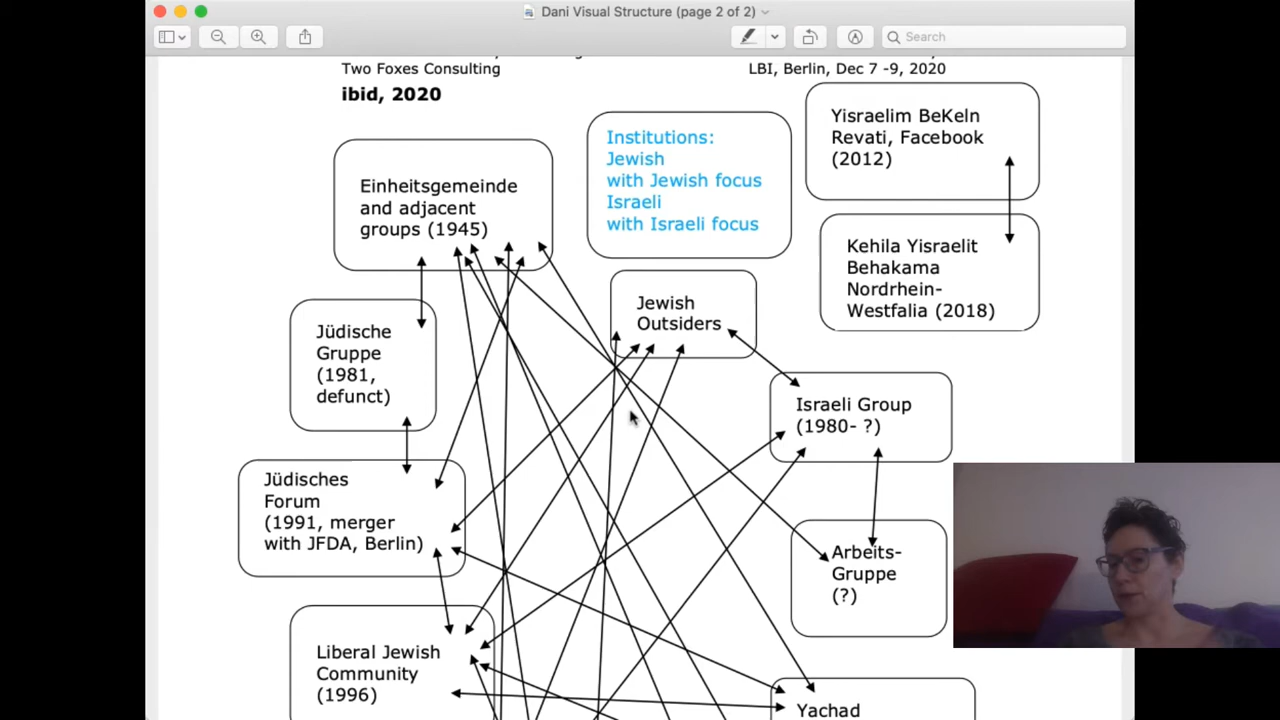 Dani Visual Structure (page 2 of 2)
Search
Two Foxes Consulting
LBI, Berlin, Dec 7 -9, 2020
ibid, 2020
Yisraelim BeKeln
Revati, Facebook
(2012)
Institutions:
Jewish
with Jewish focus
Israeli
with Israeli focus
Einheitsgemeinde
and adjacent
groups (1945)
Kehila Yisraelit
Behakama
Nordrhein-
Westfalia (2018)
Jewish
Outsiders
Jüdische
Gruppe
(1981,
defunct)
Israeli Group
(1980- ?)
Jüdisches
Forum
(1991, merger
with JFDA, Berlin)
Arbeits-
Gruppe
(?)
Liberal Jewish
Community
(1996)
Yachad